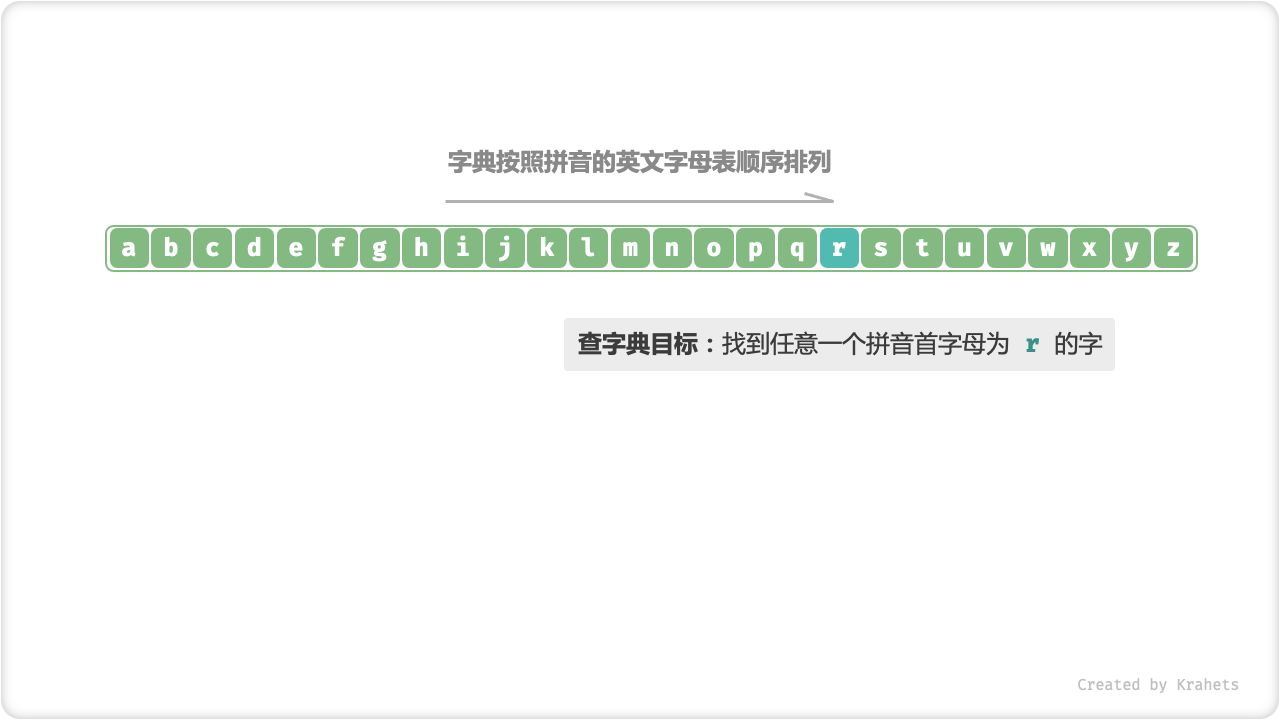 字典按照拼音的英文字母表顺序排列
a b c d e f g h i j k l m n o p q r s t u v w x y z
查字典目标：找到任意一个拼音首字母为 r 的字
Created by Krahets